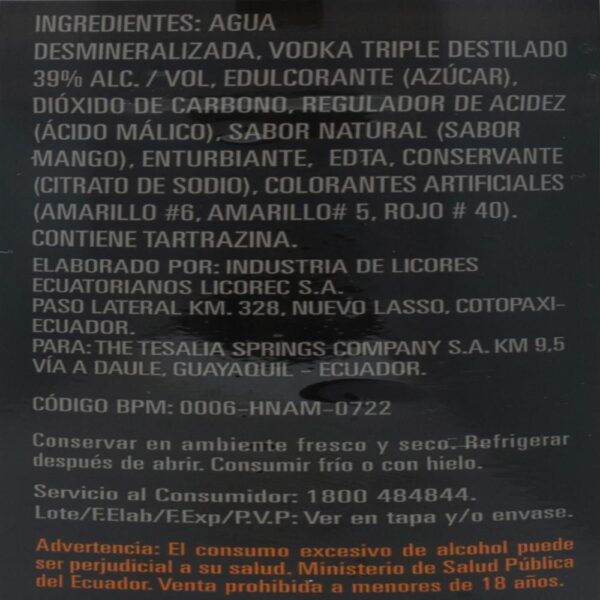 INGREDIENTES: AGUA
DESMINERALIZADA, VODKA TRIPLE DESTILADO
39% ALC. / VOL, EDULCORANTE (AZÚCAR),
DIÓXIDO DE CARBONO, REGULADOR DE ACIDEZ
(ÁCIDO MÁLICO), SABOR NATURAL (SABOR
MANGO), ENTURBIANTE, EDTA, CONSERVANTE
(CITRATO DE SODIO), COLORANTES ARTIFICIALES
(AMARILLO #6, AMARILLO# 5, ROJO # 40).
CONTIENE TARTRAZINA.
ELABORADO POR: INDUSTRIA DE LICORES
ECUATORIANOS LICOREC S.A.
PASO LATERAL KM. 328, NUEVO LASSO, COTOPAXI-
ECUADOR.
PARA: THE TESALIA SPRINGS COMPANY S.A. KM 9,5
VÍA A DAULE, GUAYAQUIL - ECUADOR.
CÓDIGO BPM: 0006-HNAM-0722
Conservar en ambiente fresco y seco. Refrigerar
después de abrir. Consumir frío o con hielo.
Servicio al Consumidor: 1800 484844.
Lote/F.Elab/F.Exp/P.V.P: Ver en tapa y/o envase.
Advertencia: El consumo excesivo de alcohol puede
ser perjudicial a su salud. Ministerio de Salud Pública
del Ecuador. Venta prohibida a menores de 18 años.